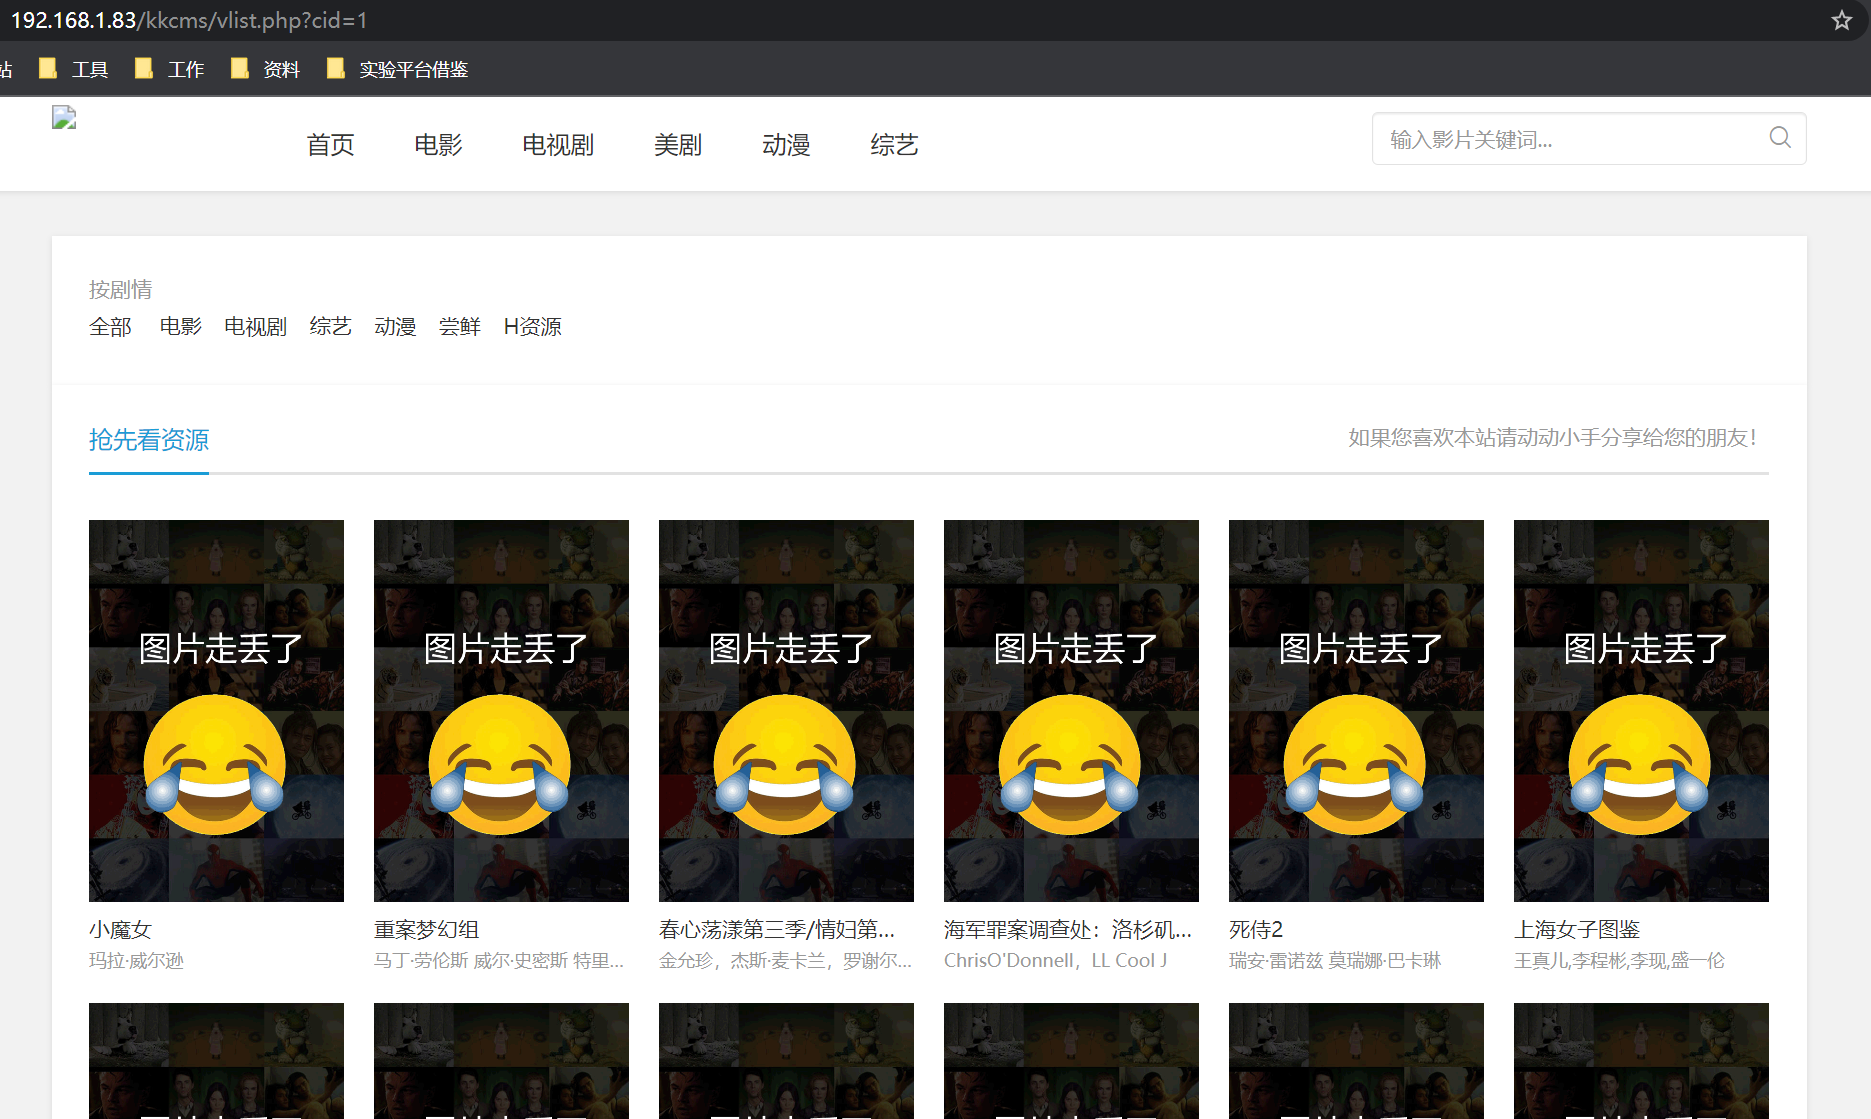 192.168.1.83/kkcms/vlist.php?cid=1
站 工具 工作 资料 实验平台借鉴
首页 电影 电视剧 美剧 动漫 综艺 输入影片关键词...
按剧情
全部 电影 电视剧 综艺 动漫 尝鲜 H资源
抢先看资源 如果您喜欢本站请动动小手分享给您的朋友！
图片走丢了 图片走丢了 图片走丢了 图片走丢了 图片走丢了 图片走丢了
小魔女 重案梦幻组 春心荡漾第三季/情妇第... 海军罪案调查处：洛杉矶... 死侍2 上海女子图鉴
玛拉·威尔逊 马丁·劳伦斯 威尔·史密斯 特里... 金允珍，杰斯·麦卡兰，罗谢尔... ChrisO'Donnell，LL Cool J 瑞安·雷诺兹 莫瑞娜·巴卡琳 王真儿,李程彬,李现,盛一伦